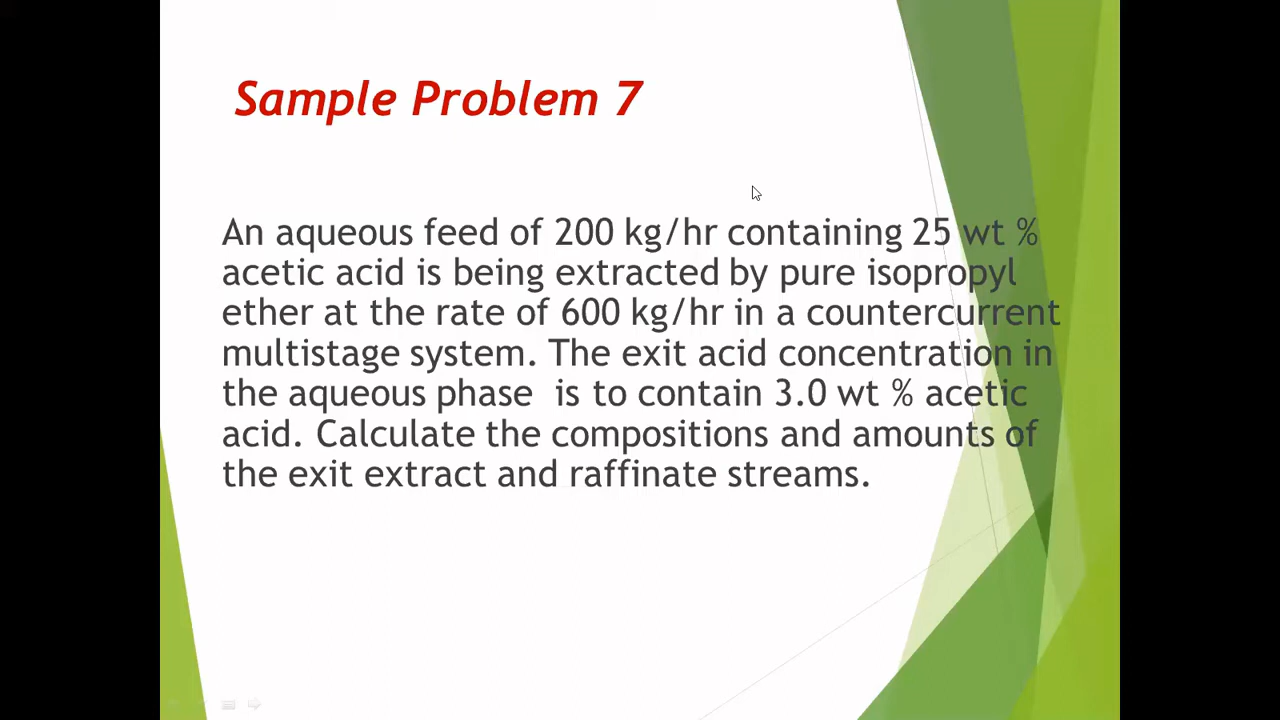 Sample Problem 7
An aqueous feed of 200 kg/hr containing 25 wt %
acetic acid is being extracted by pure isopropyl
ether at the rate of 600 kg/hr in a countercurrent
multistage system. The exit acid concentration in
the aqueous phase  is to contain 3.0 wt % acetic
acid. Calculate the compositions and amounts of
the exit extract and raffinate streams.